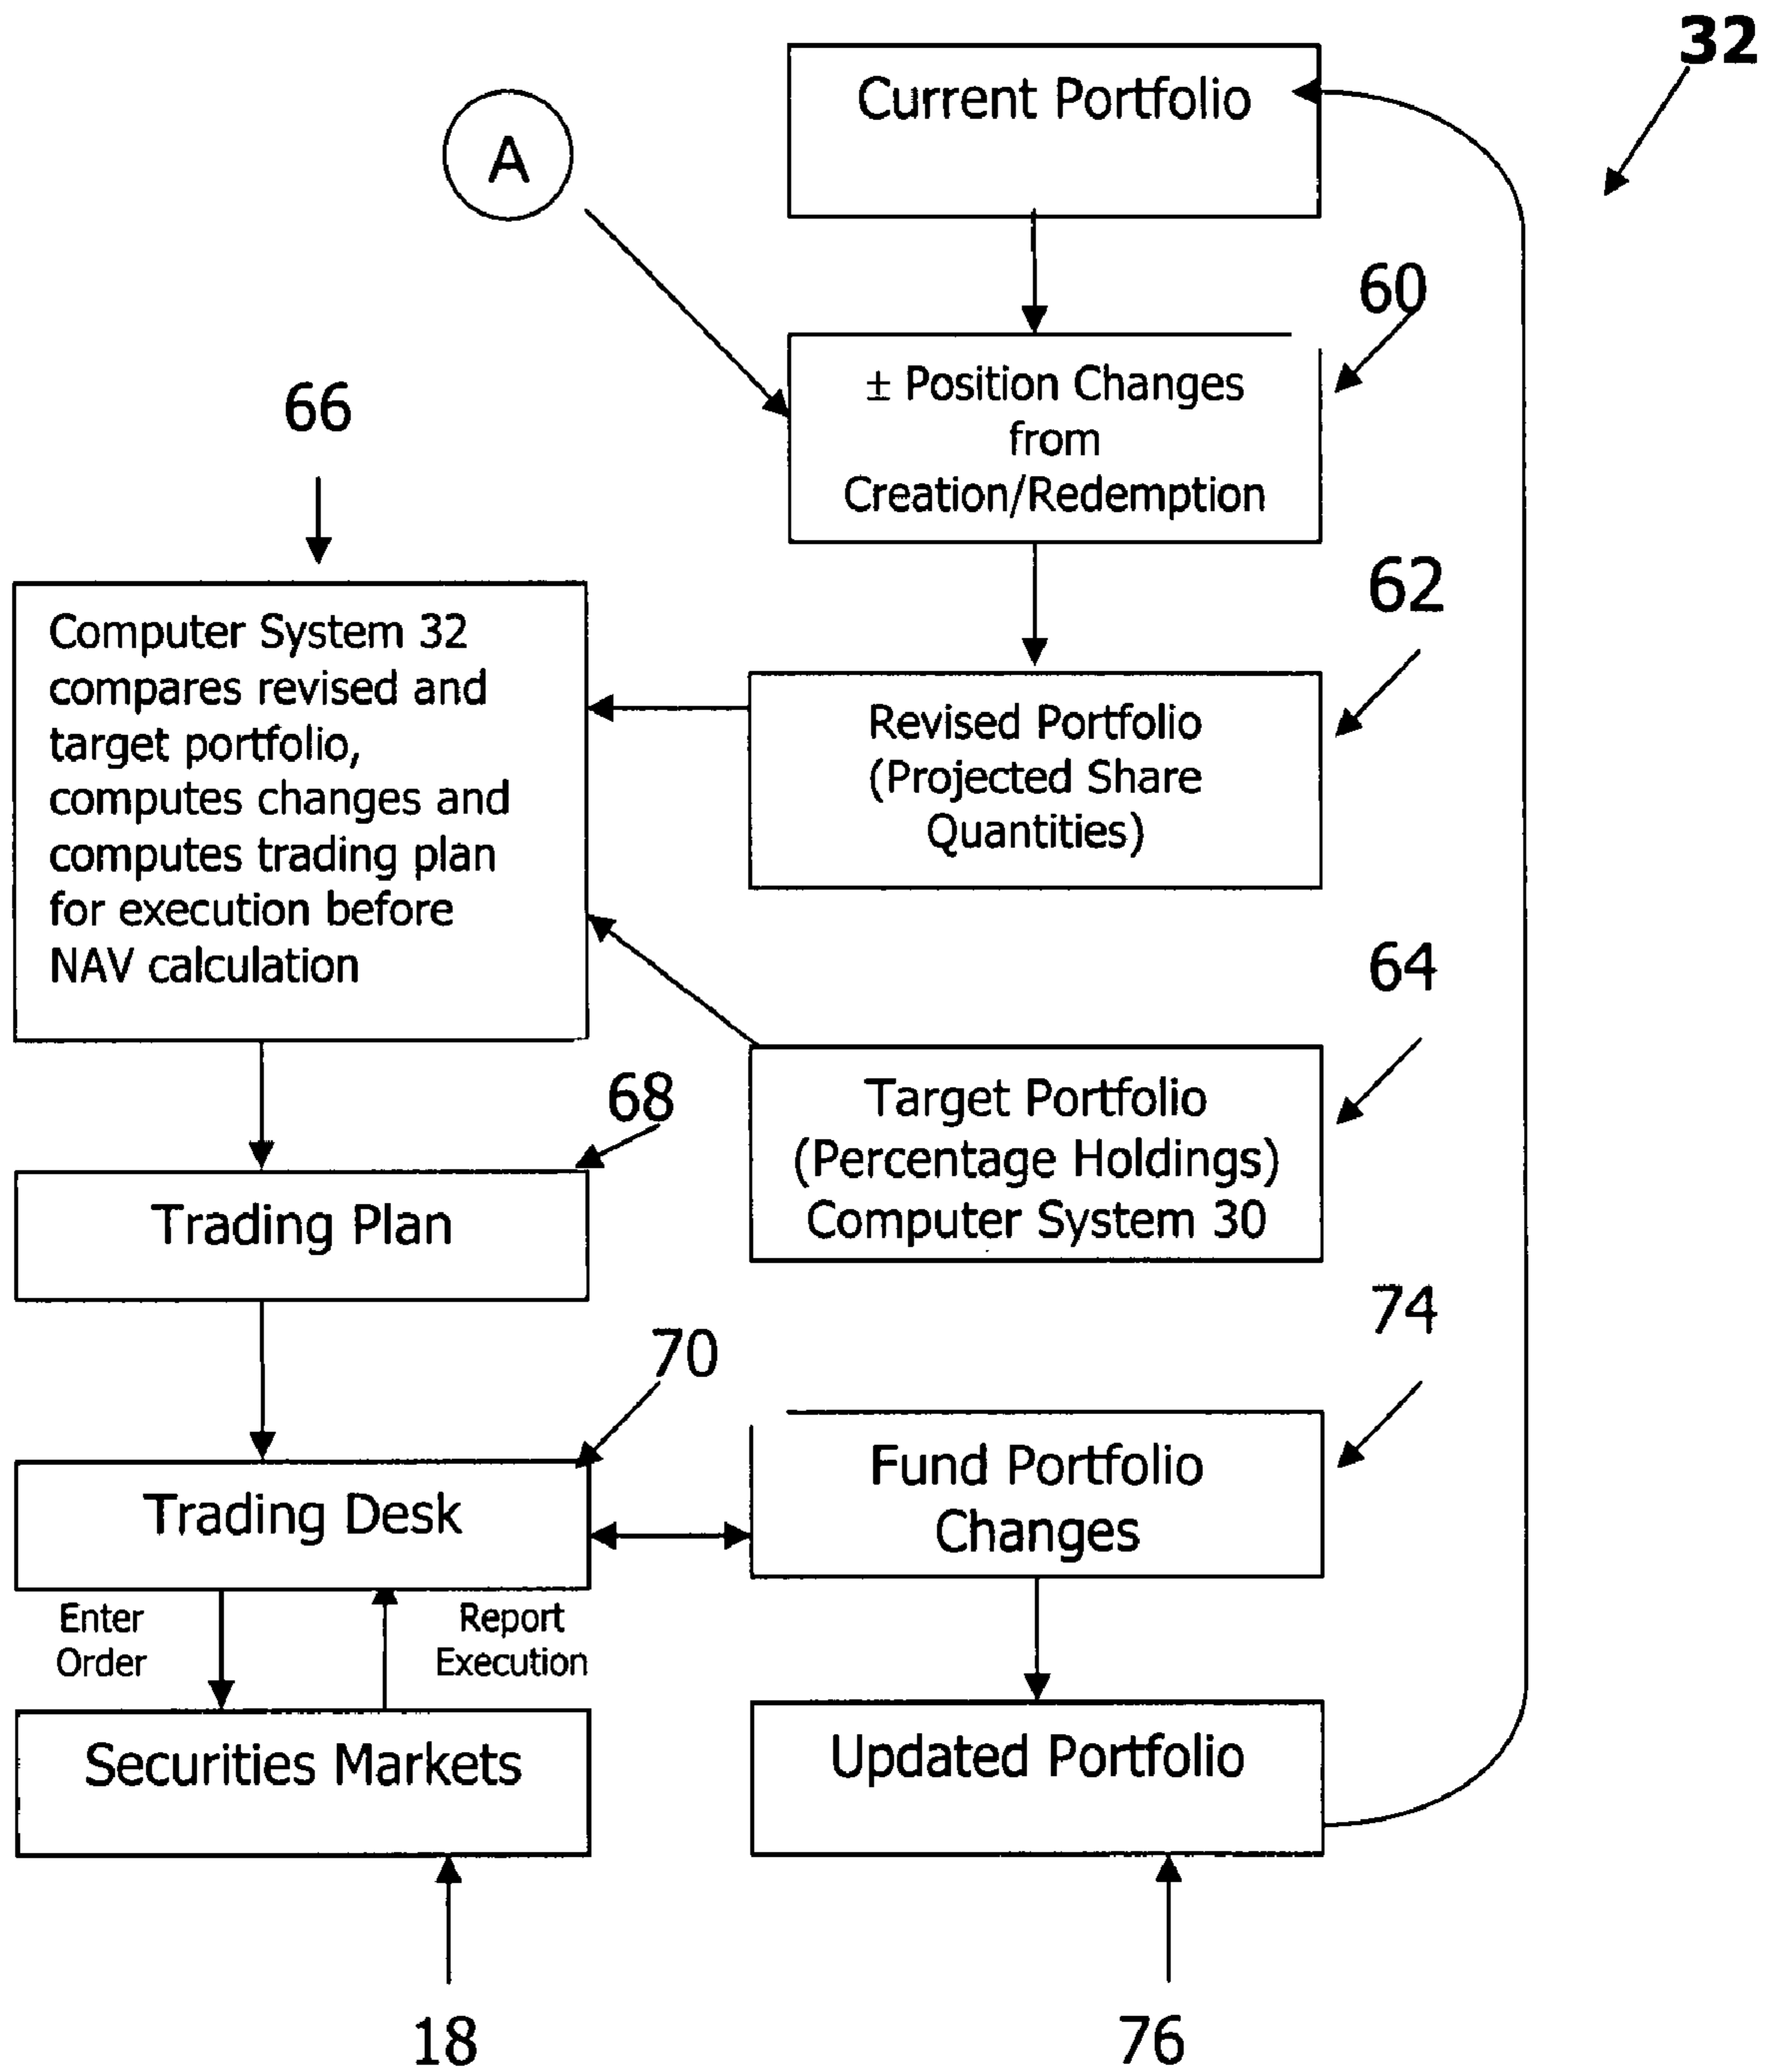 32
Current Portfolio
A
60
± Position Changes
from
Creation/Redemption
66
62
Computer System 32
compares revised and
target portfolio,
computes changes and
computes trading plan
for execution before
NAV calculation
Revised Portfolio
(Projected Share
Quantities)
64
68
Target Portfolio
(Percentage Holdings)
Computer System 30
Trading Plan
74
70
Fund Portfolio
Changes
Trading Desk
Enter
Order
Report
Execution
Securities Markets
Updated Portfolio
18
76